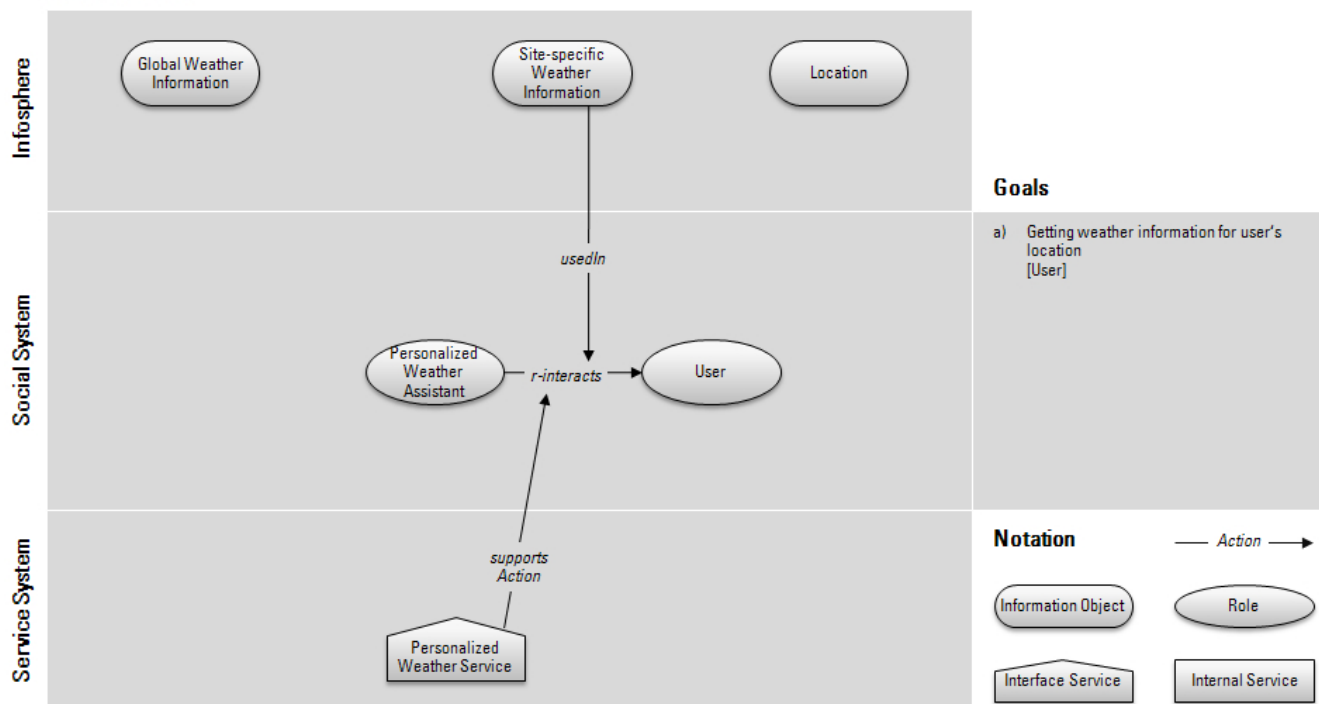 Infosphere
Global Weather
Information
Site-specific
Weather
Information
Location
Goals
a) Getting weather information for user's
location
[User]
Social System
usedIn
Personalized
Weather
Assistant
r-interacts
User
Service System
supports
Action
Personalized
Weather Service
Notation
Action
Information Object
Role
Interface Service
Internal Service